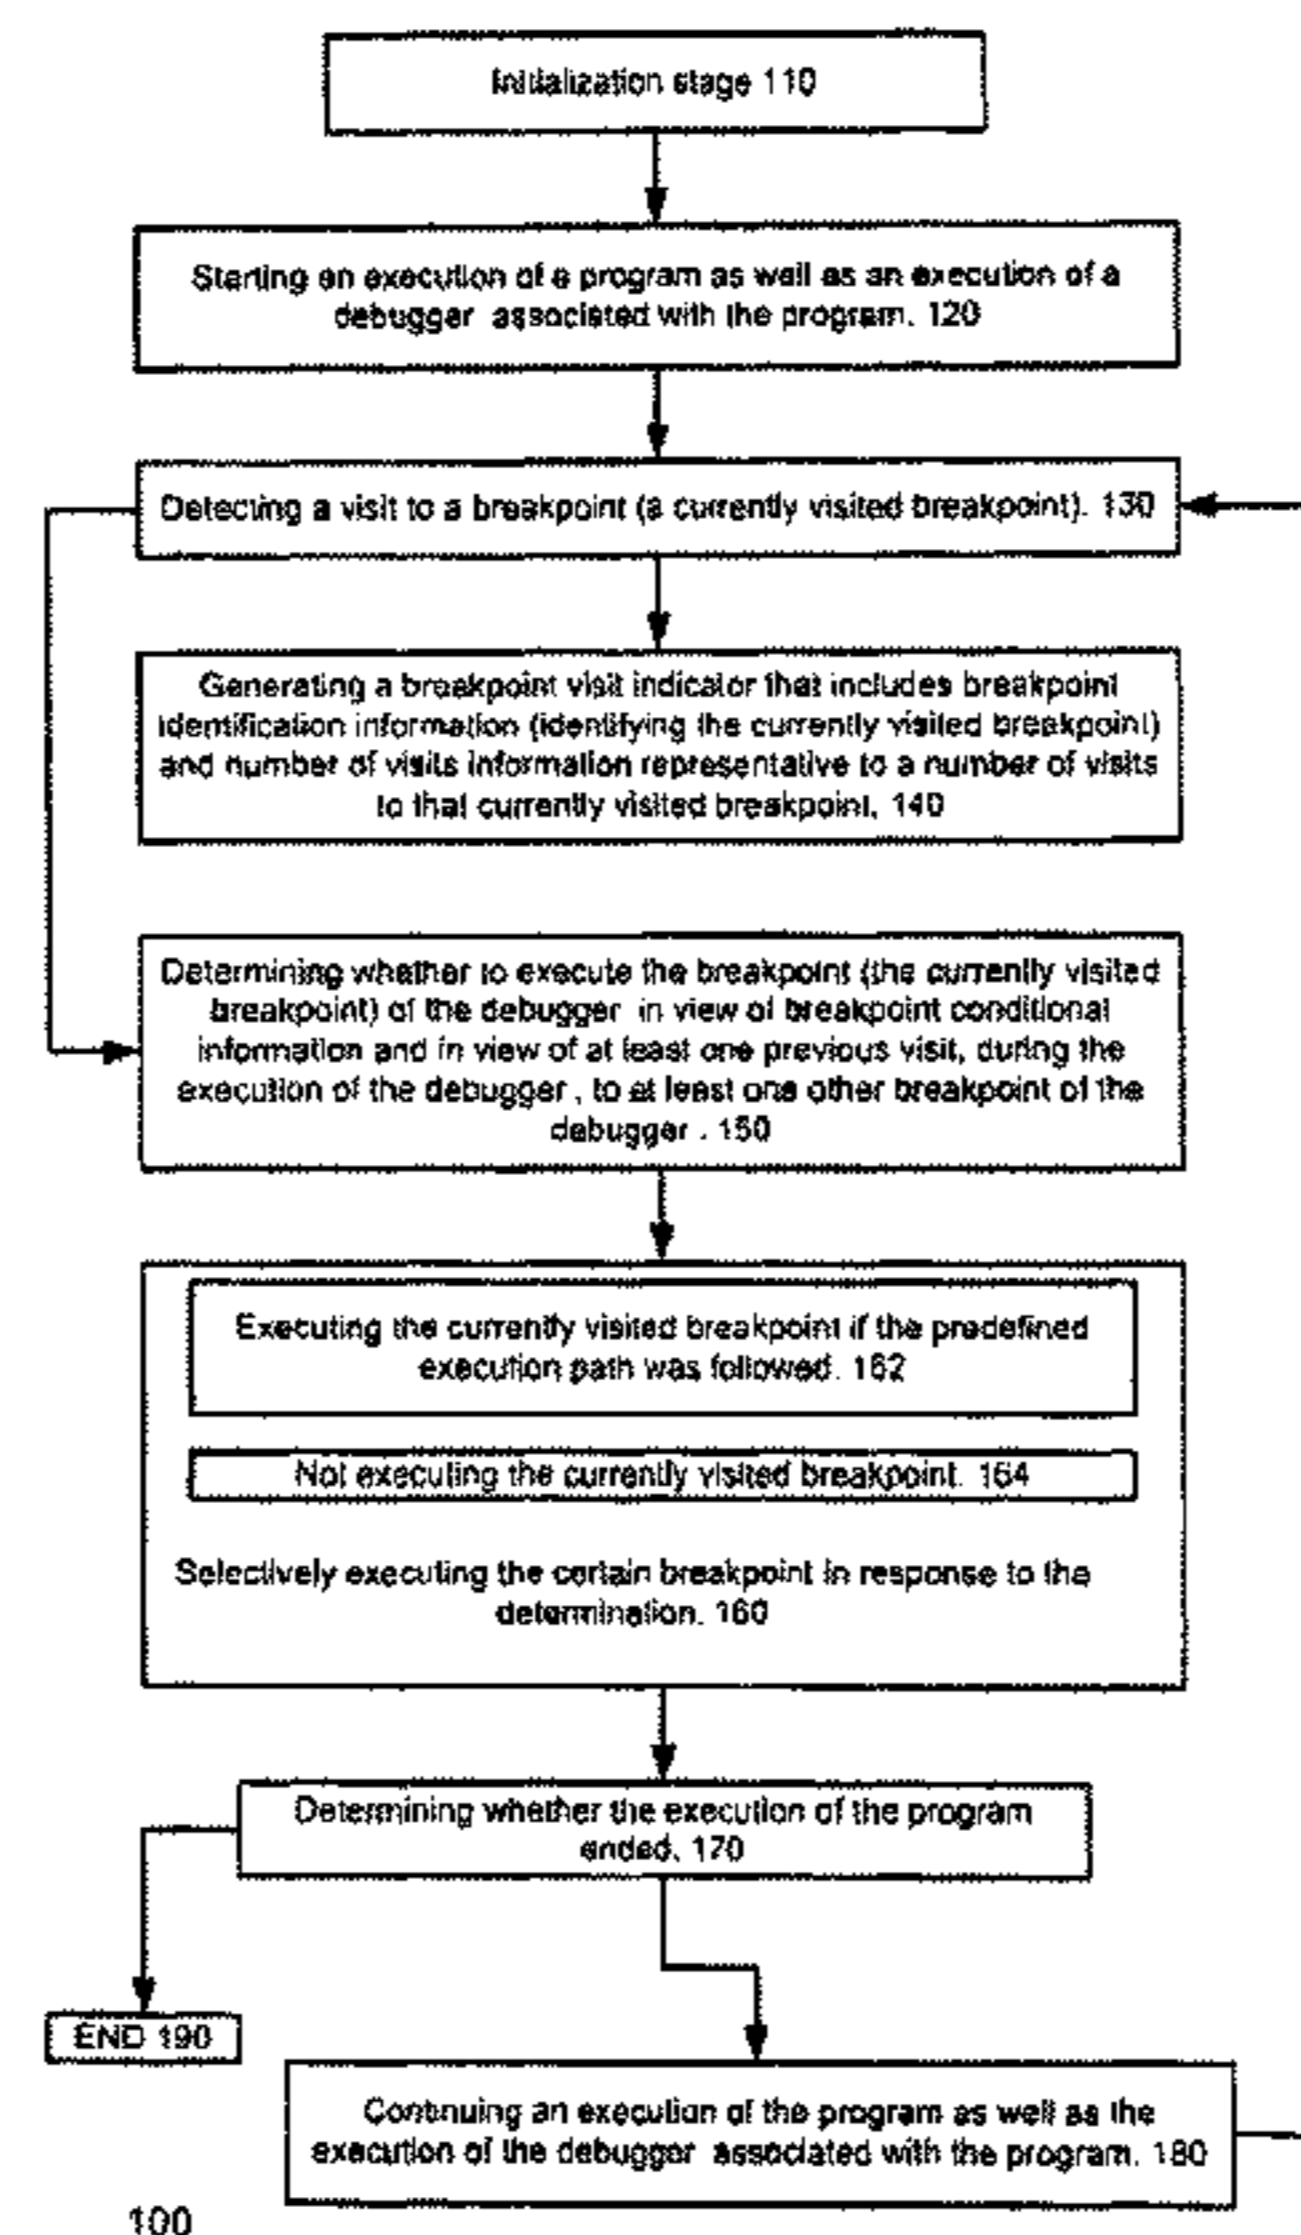 Initialization stage 110
Starting an execution of a program as well as an execution of a
debugger associated with the program. 120
Detecting a visit to a breakpoint (a currently visited breakpoint). 130
Generating a breakpoint visit indicator that includes breakpoint
identification information (identifying the currently visited breakpoint)
and number of visits information representative to a number of visits
to that currently visited breakpoint. 140
Determining whether to execute the breakpoint (the currently visited
breakpoint) of the debugger in view of breakpoint conditional
information and in view of at least one previous visit, during the
execution of the debugger , to at least one other breakpoint of the
debugger . 150
Executing the currently visited breakpoint if the predefined
execution path was followed. 162
Not executing the currently visited breakpoint. 164
Selectively executing the certain breakpoint in response to the
determination. 160
Determining whether the execution of the program
ended. 170
END 190
Continuing an execution of the program as well as the
execution of the debugger associated with the program. 180
100